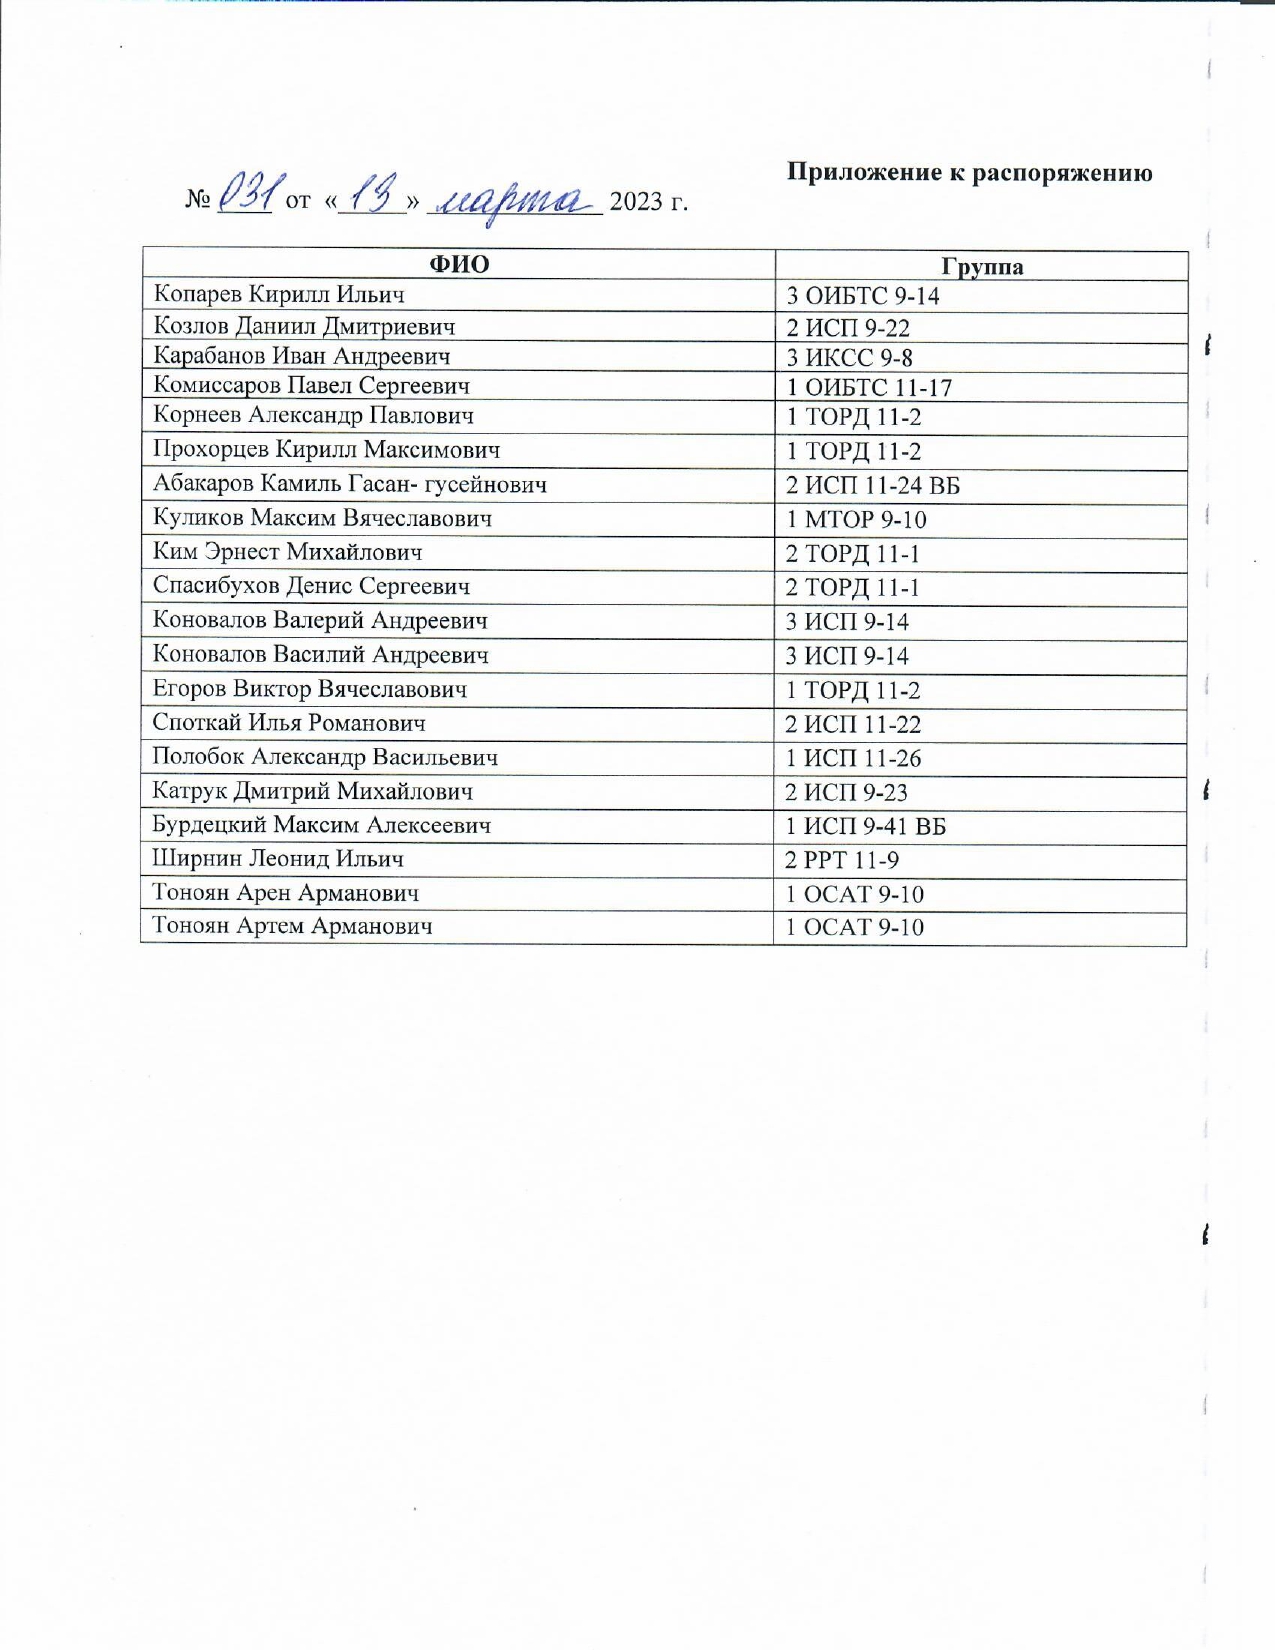 Приложение к распоряжению
№ 031 от « 13 » марта 2023 г.
ФИО Группа
Копарев Кирилл Ильич 3 ОИБТС 9-14
Козлов Даниил Дмитриевич 2 ИСП 9-22
Карабанов Иван Андреевич 3 ИКСС 9-8
Комиссаров Павел Сергеевич 1 ОИБТС 11-17
Корнеев Александр Павлович 1 ТОРД 11-2
Прохорцев Кирилл Максимович 1 ТОРД 11-2
Абакаров Камиль Гасан- гусейнович 2 ИСП 11-24 ВБ
Куликов Максим Вячеславович 1 МТОР 9-10
Ким Эрнест Михайлович 2 ТОРД 11-1
Спасибухов Денис Сергеевич 2 ТОРД 11-1
Коновалов Валерий Андреевич 3 ИСП 9-14
Коновалов Василий Андреевич 3 ИСП 9-14
Егоров Виктор Вячеславович 1 ТОРД 11-2
Споткай Илья Романович 2 ИСП 11-22
Полобок Александр Васильевич 1 ИСП 11-26
Катрук Дмитрий Михайлович 2 ИСП 9-23
Бурдецкий Максим Алексеевич 1 ИСП 9-41 ВБ
Ширнин Леонид Ильич 2 РРТ 11-9
Тоноян Арен Арманович 1 ОСАТ 9-10
Тоноян Артем Арманович 1 ОСАТ 9-10